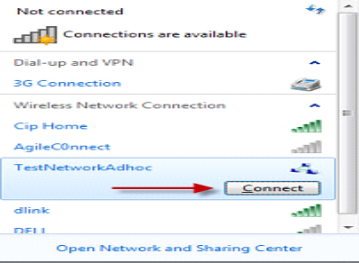 Not connected
Connections are available
Dial-up and VPN
3G Connection
Wireless Network Connection
Cip Home
AgileC0nnect
TestNetworkAdhoc
Connect
dlink
DELL
Open Network and Sharing Center